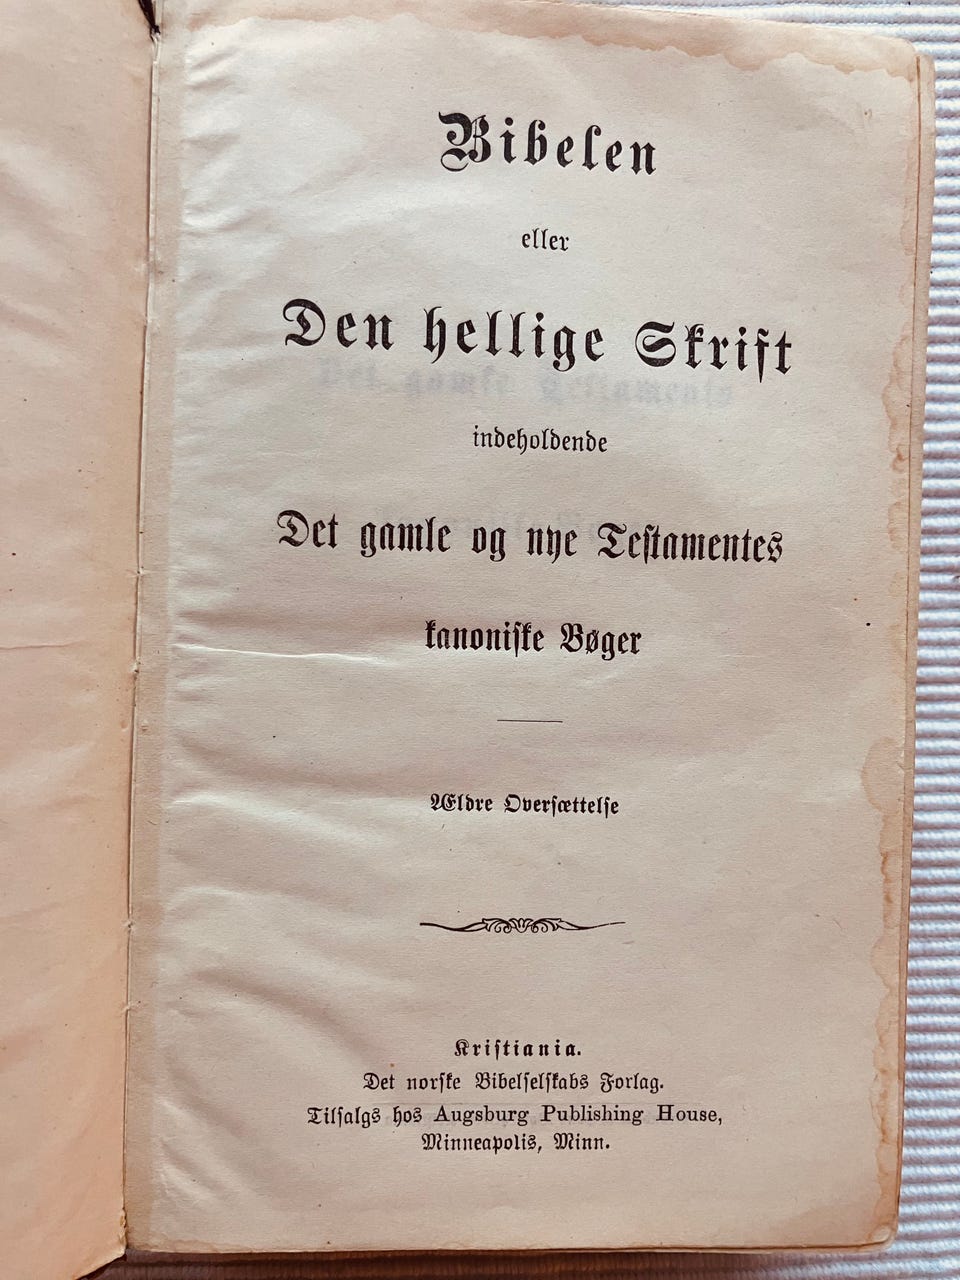 Bibelen
eller
Den hellige Skrift
indeholdende
Det gamle og nye Testamentes
kanoniske Bøger
Ældre Oversættelse
Kristiania.
Det norske Bibelselskabs Forlag.
Tilsalgs hos Augsburg Publishing House,
Minneapolis, Minn.